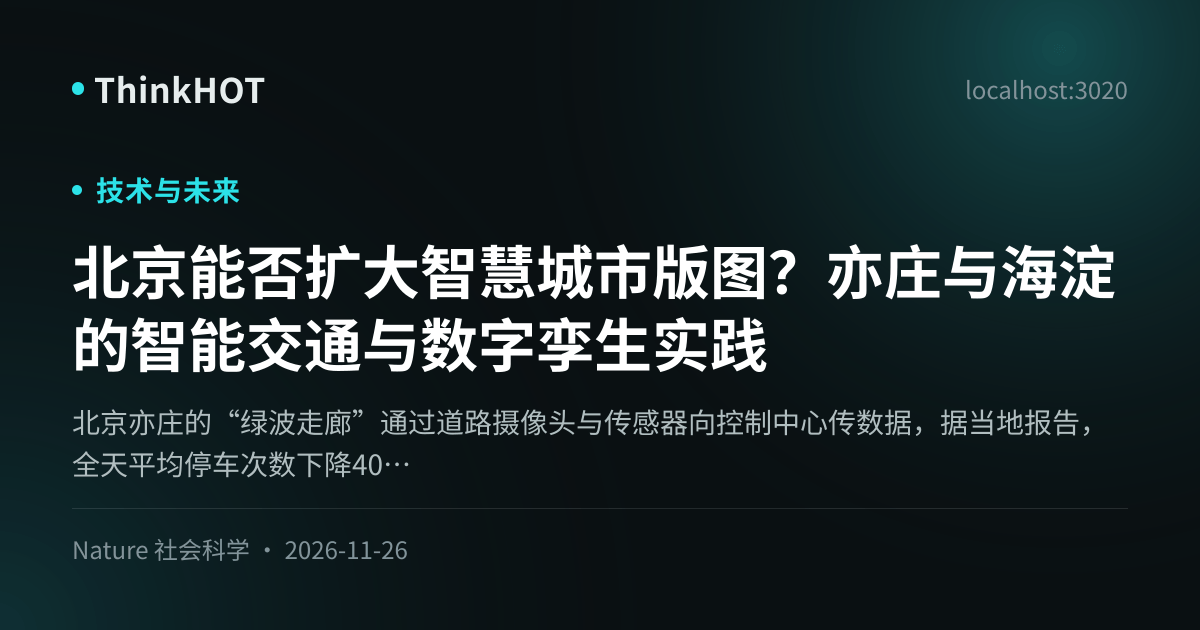 ThinkHOT
localhost:3020
技术与未来
北京能否扩大智慧城市版图？亦庄与海淀
的智能交通与数字孪生实践
北京亦庄的“绿波走廊”通过道路摄像头与传感器向控制中心传数据，据当地报告，
全天平均停车次数下降40…
Nature 社会科学 · 2026-11-26